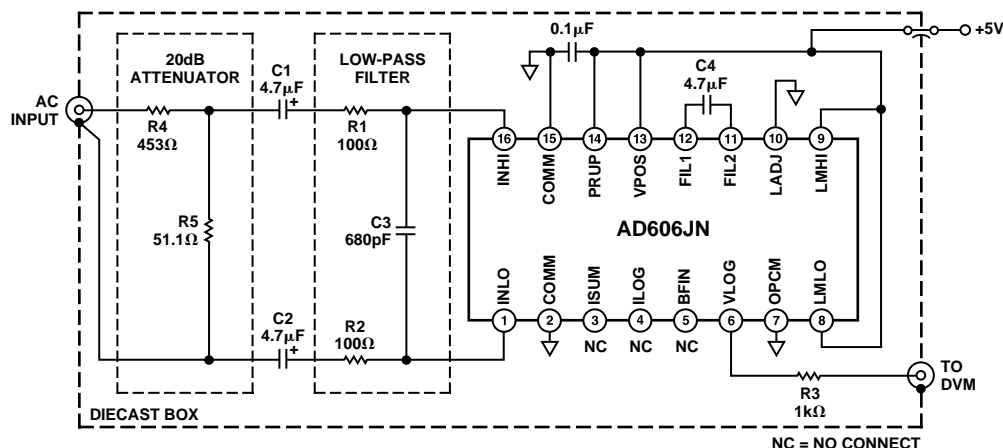 20dB
ATTENUATOR
LOW-PASS
FILTER
0.1µF
+5V
C1
4.7µF
+
C4
4.7µF
AC
INPUT
R4
453Ω
R1
100Ω
16
15
14
13
12
11
10
9
INHI
COMM
PRUP
VPOS
FIL1
FIL2
LADJ
LMHI
R5
51.1Ω
C3
680pF
AD606JN
INLO
COMM
ISUM
ILOG
BFIN
VLOG
OPCM
LMLO
1
2
3
4
5
6
7
8
C2
4.7µF
+
R2
100Ω
NC
NC
NC
R3
1kΩ
TO
DVM
DIECAST BOX
NC = NO CONNECT